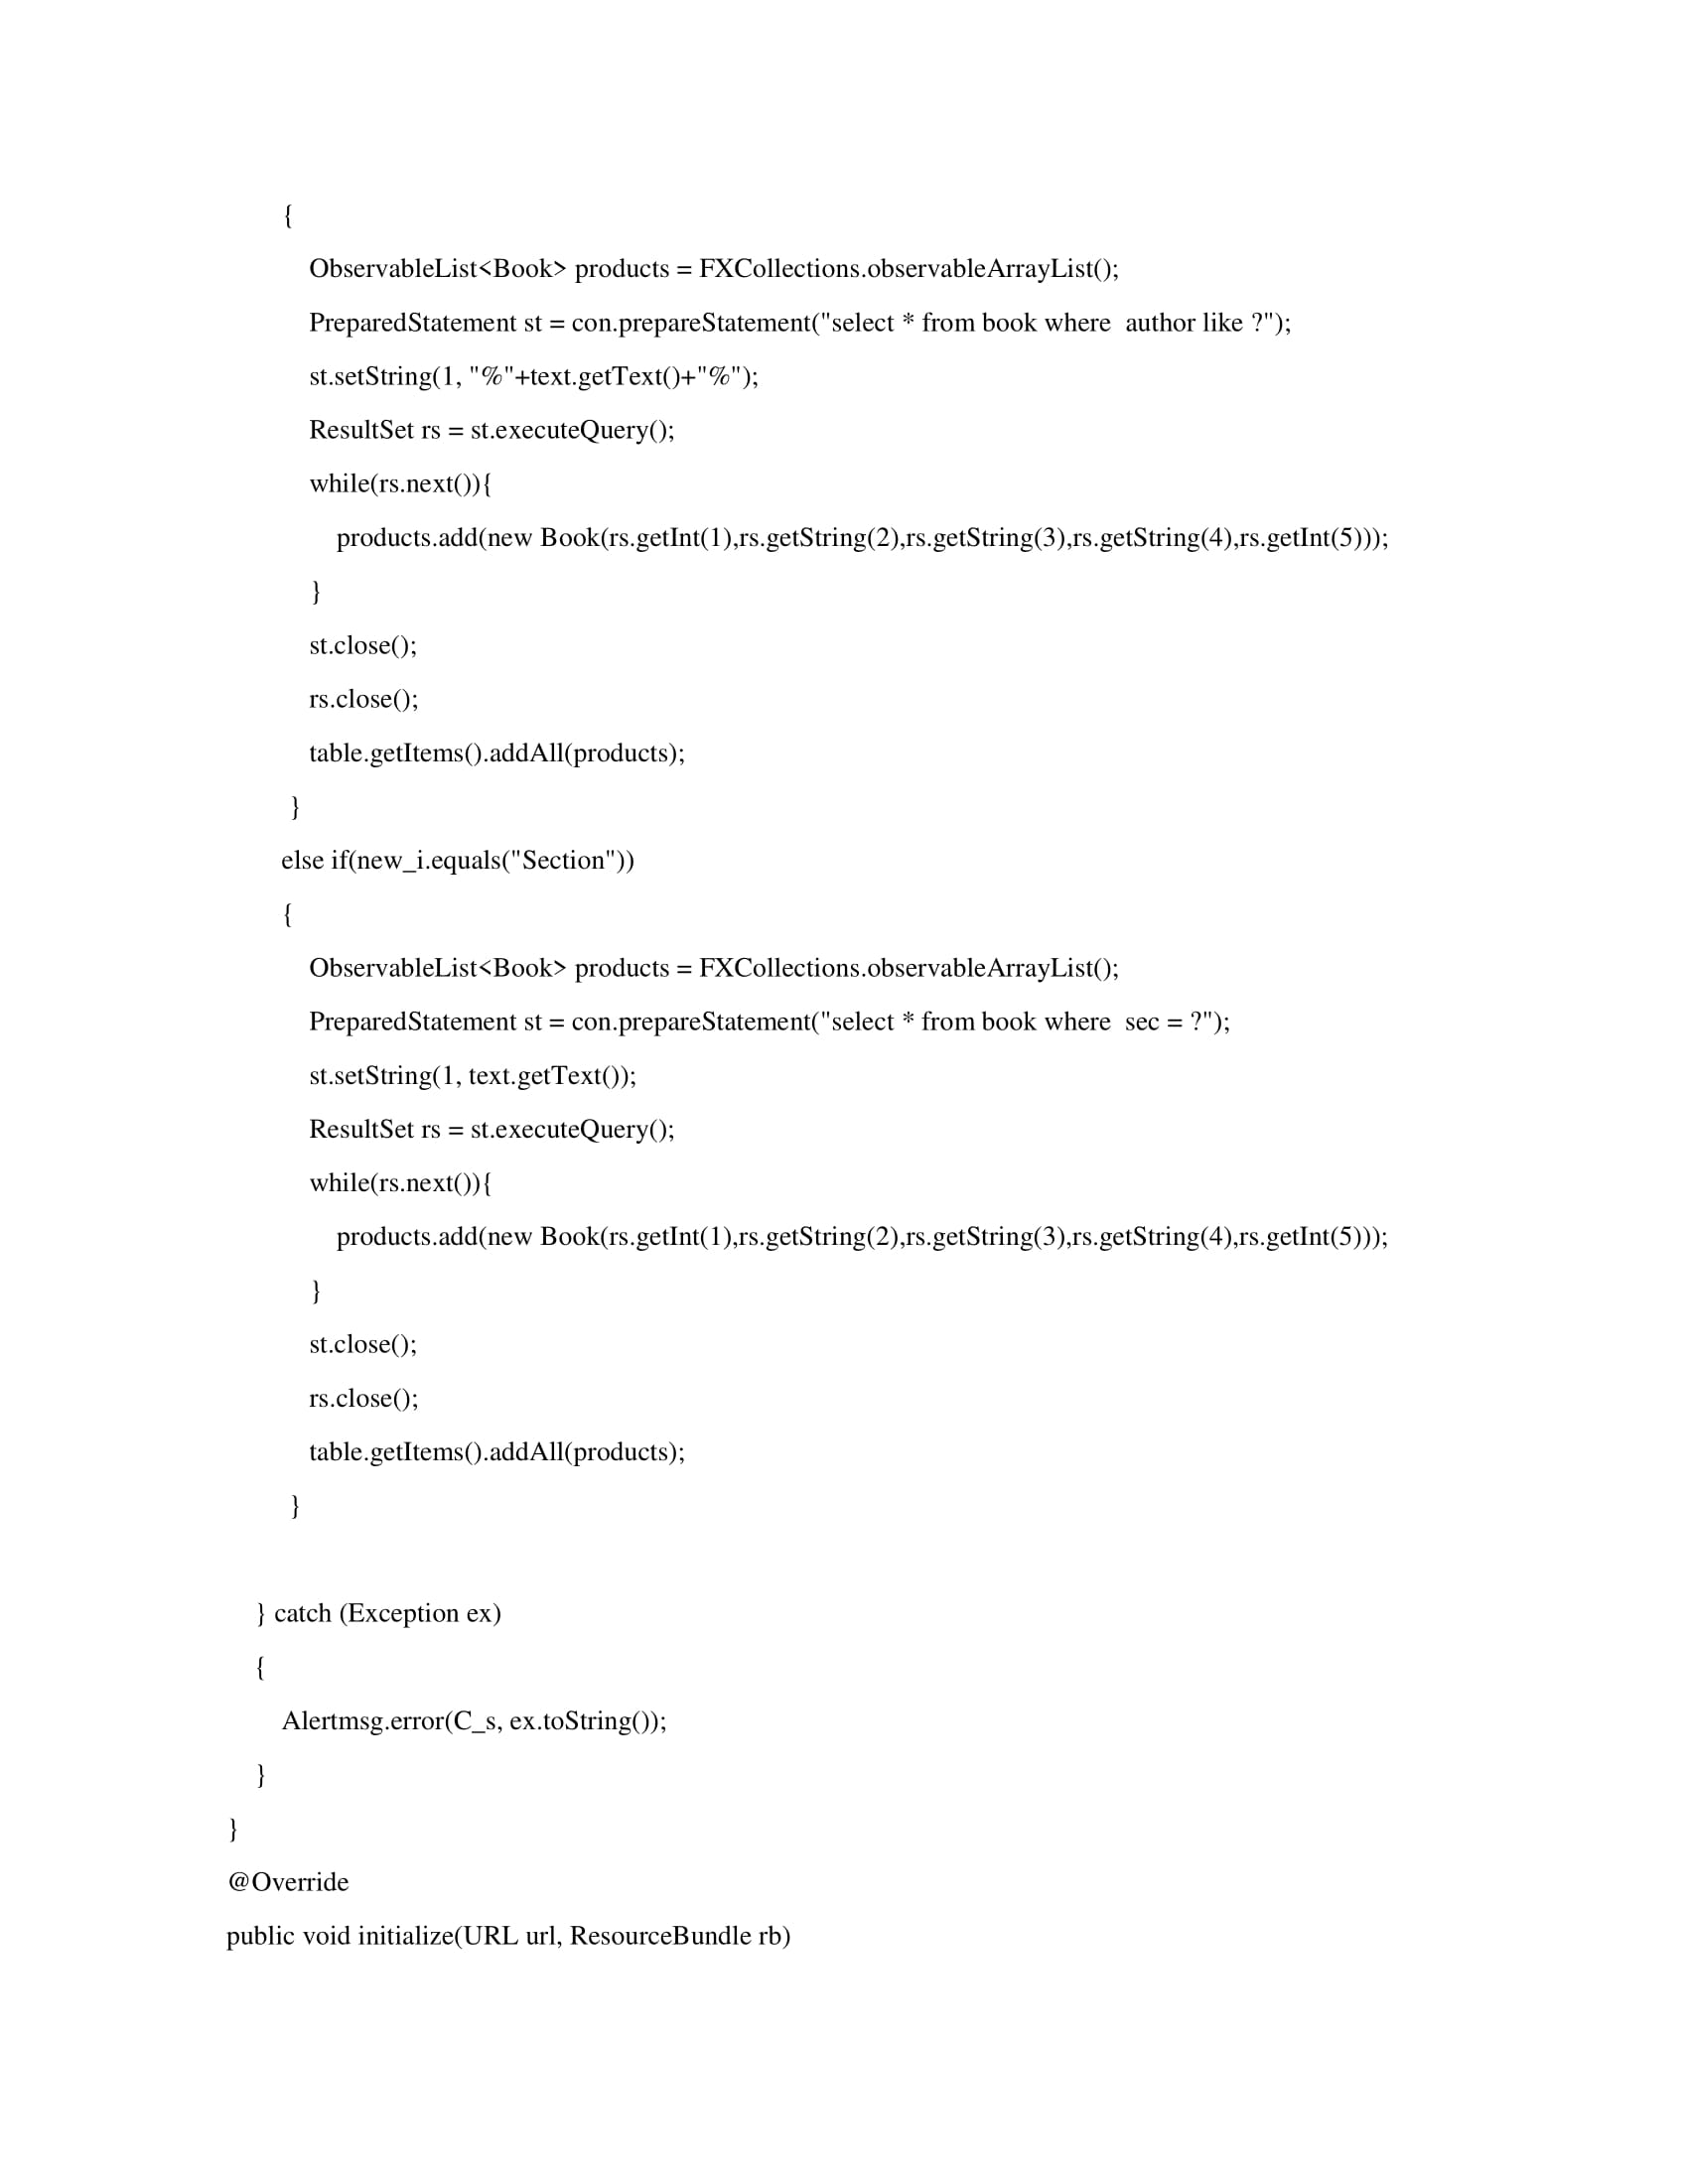 {
ObservableList<Book> products = FXCollections.observableArrayList();
PreparedStatement st = con.prepareStatement("select * from book where  author like ?");
st.setString(1, "%"+text.getText()+"%");
ResultSet rs = st.executeQuery();
while(rs.next()){
products.add(new Book(rs.getInt(1),rs.getString(2),rs.getString(3),rs.getString(4),rs.getInt(5)));
}
st.close();
rs.close();
table.getItems().addAll(products);
}
else if(new_i.equals("Section"))
{
ObservableList<Book> products = FXCollections.observableArrayList();
PreparedStatement st = con.prepareStatement("select * from book where  sec = ?");
st.setString(1, text.getText());
ResultSet rs = st.executeQuery();
while(rs.next()){
products.add(new Book(rs.getInt(1),rs.getString(2),rs.getString(3),rs.getString(4),rs.getInt(5)));
}
st.close();
rs.close();
table.getItems().addAll(products);
}
} catch (Exception ex)
{
Alertmsg.error(C_s, ex.toString());
}
}
@Override
public void initialize(URL url, ResourceBundle rb)